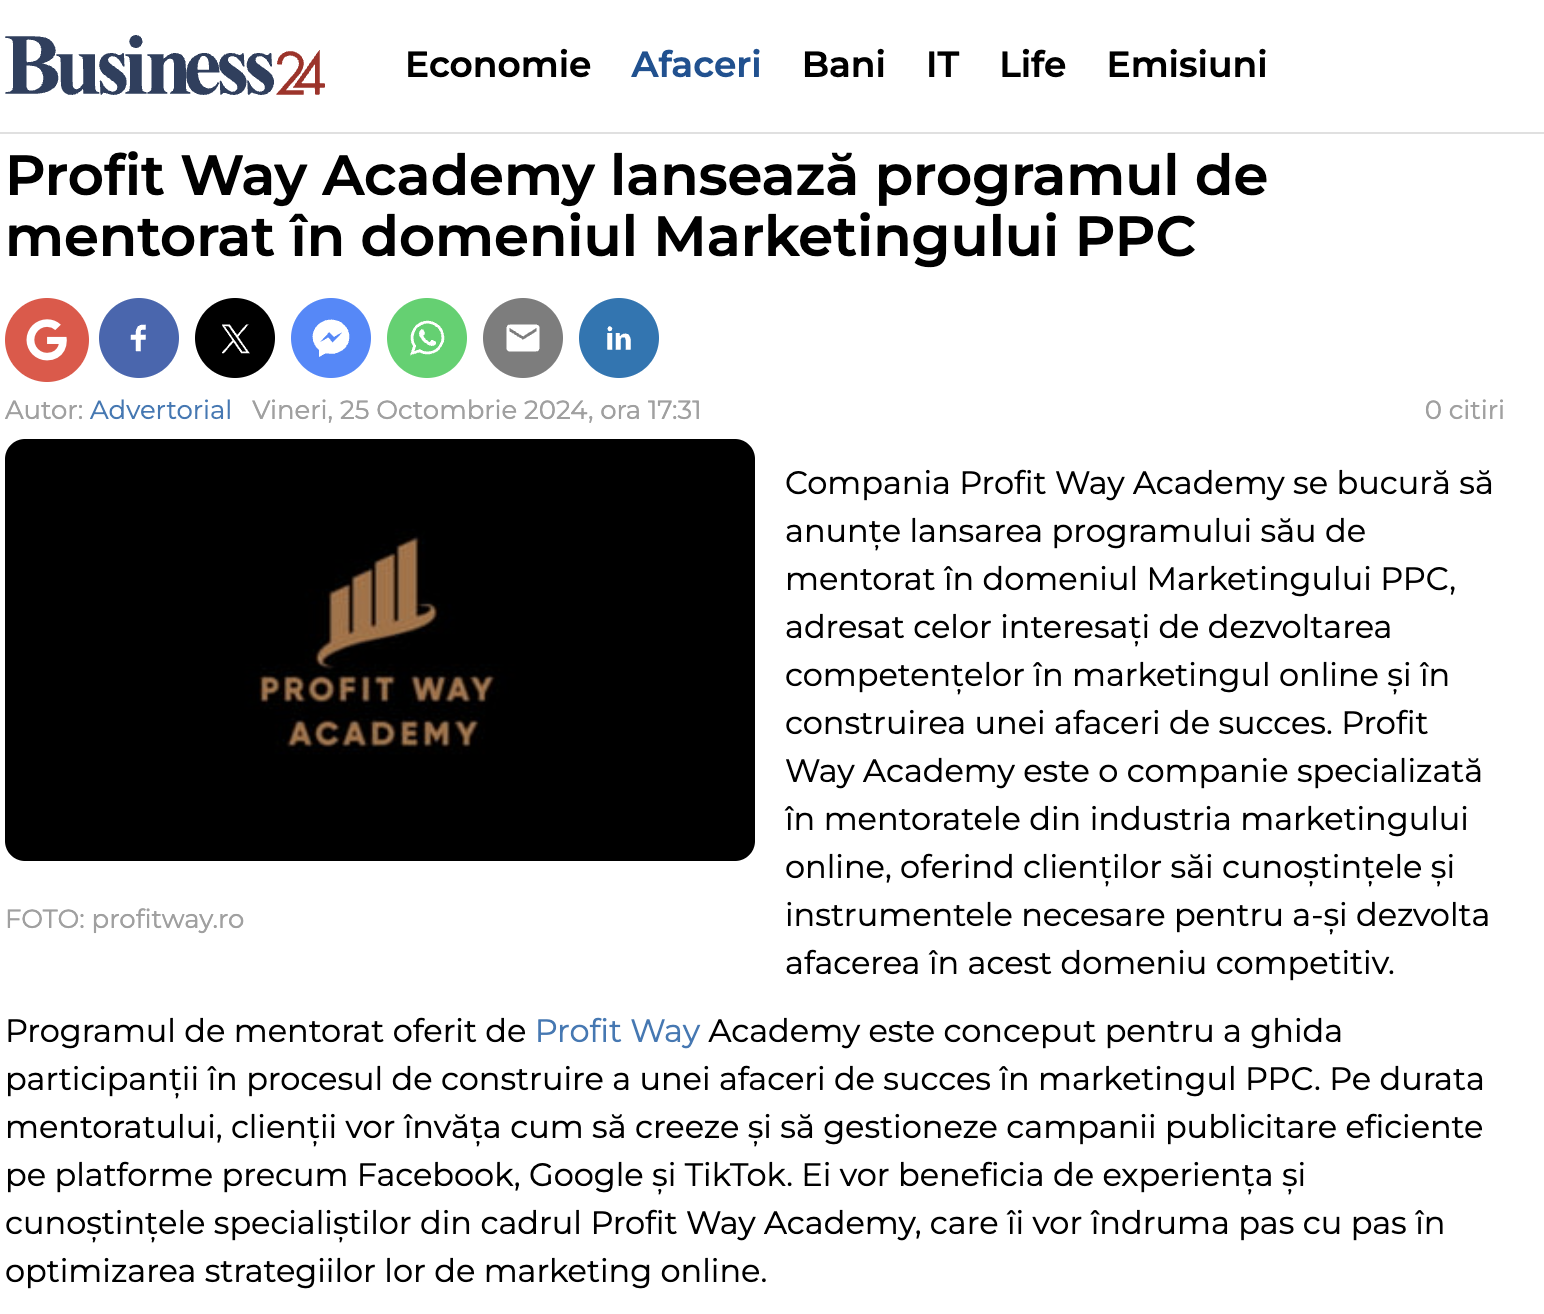 Business24
Economie Afaceri Bani IT Life Emisiuni
Profit Way Academy lansează programul de
mentorat în domeniul Marketingului PPC
Autor: Advertorial Vineri, 25 Octombrie 2024, ora 17:31
0 citiri
PROFIT WAY
ACADEMY
FOTO: profitway.ro
Compania Profit Way Academy se bucură să
anunțe lansarea programului său de
mentorat în domeniul Marketingului PPC,
adresat celor interesați de dezvoltarea
competențelor în marketingul online și în
construirea unei afaceri de succes. Profit
Way Academy este o companie specializată
în mentoratele din industria marketingului
online, oferind clienților săi cunoștințele și
instrumentele necesare pentru a-și dezvolta
afacerea în acest domeniu competitiv.
Programul de mentorat oferit de Profit Way Academy este conceput pentru a ghida
participanții în procesul de construire a unei afaceri de succes în marketingul PPC. Pe durata
mentoratului, clienții vor învăța cum să creeze și să gestioneze campanii publicitare eficiente
pe platforme precum Facebook, Google și TikTok. Ei vor beneficia de experiența și
cunoștințele specialiștilor din cadrul Profit Way Academy, care îi vor îndruma pas cu pas în
optimizarea strategiilor lor de marketing online.